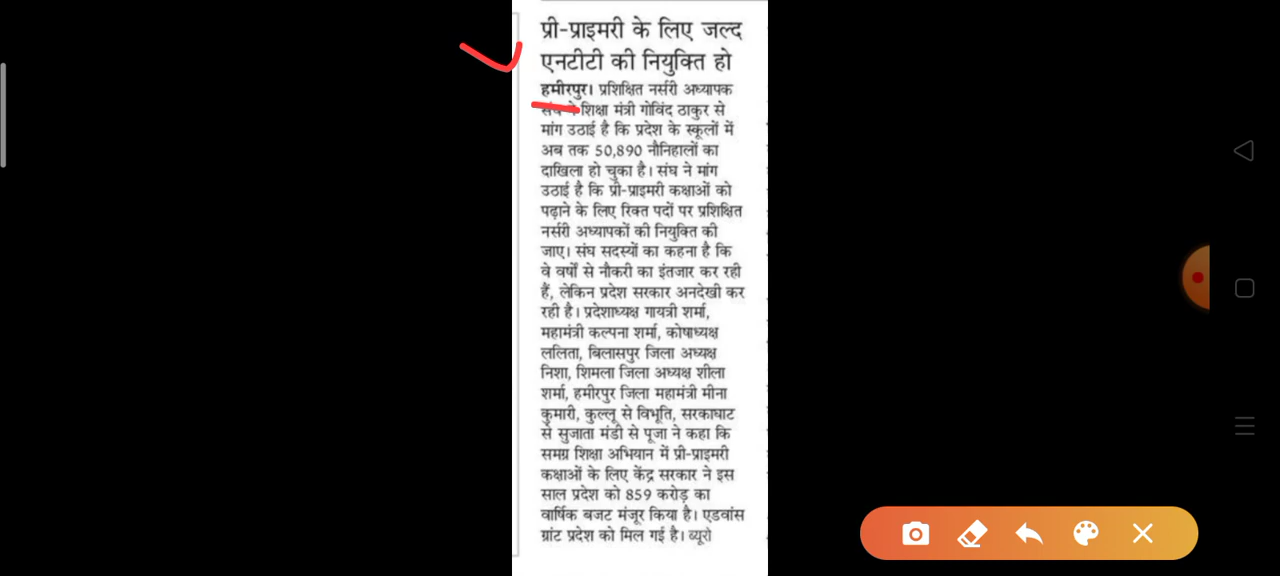 प्री-प्राइमरी के लिए जल्द
एनटीटी की नियुक्ति हो
हमीरपुर। प्रशिक्षित नर्सरी अध्यापक
संघ ने शिक्षा मंत्री गोविंद ठाकुर से
मांग उठाई है कि प्रदेश के स्कूलों में
अब तक 50,890 नौनिहालों का
दाखिला हो चुका है। संघ ने मांग
उठाई है कि प्री-प्राइमरी कक्षाओं को
पढ़ाने के लिए रिक्त पदों पर प्रशिक्षित
नर्सरी अध्यापकों की नियुक्ति की
जाए। संघ सदस्यों का कहना है कि
वे वर्षों से नौकरी का इंतजार कर रही
हैं, लेकिन प्रदेश सरकार अनदेखी कर
रही है। प्रदेशाध्यक्ष गायत्री शर्मा,
महामंत्री कल्पना शर्मा, कोषाध्यक्ष
ललिता, बिलासपुर जिला अध्यक्ष
निशा, शिमला जिला अध्यक्ष शीला
शर्मा, हमीरपुर जिला महामंत्री मीना
कुमारी, कुल्लू से विभूति, सरकाघाट
से सुजाता मंडी से पूजा ने कहा कि
समग्र शिक्षा अभियान में प्री-प्राइमरी
कक्षाओं के लिए केंद्र सरकार ने इस
साल प्रदेश को 859 करोड़ का
वार्षिक बजट मंजूर किया है। एडवांस
ग्रांट प्रदेश को मिल गई है। ब्यूरो